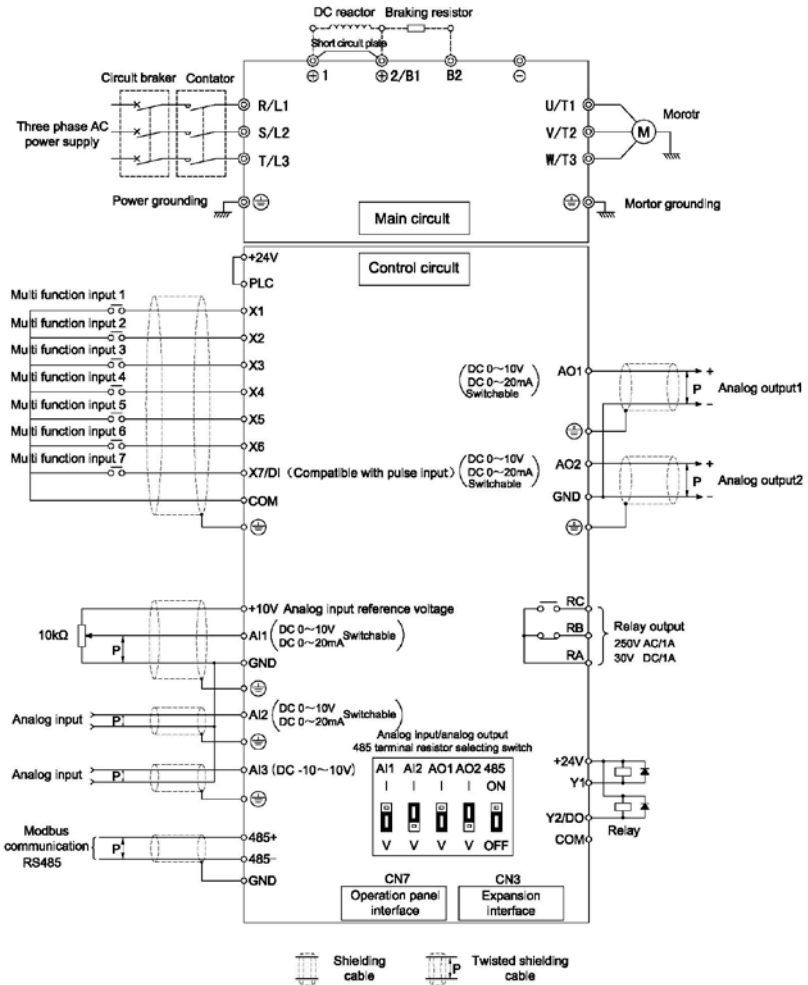 DC reactor Braking resistor
Short circuit plate
⊕ 1 ⊕ 2/B1 B2 ⊖
Circuit braker Contator
Three phase AC
power supply
R/L1
S/L2
T/L3
U/T1
V/T2
W/T3
M
Morotr
Power grounding
Main circuit
Mortor grounding
+24V
PLC
Control circuit
Multi function input 1
X1
Multi function input 2
X2
Multi function input 3
X3
Multi function input 4
X4
Multi function input 5
X5
Multi function input 6
X6
Multi function input 7
X7/DI (Compatible with pulse input)
COM
DC 0~10V
DC 0~20mA
Switchable
AO1
+
P
−
Analog output1
DC 0~10V
DC 0~20mA
Switchable
AO2
GND
+
P
−
Analog output2
10kΩ
P
+10V Analog input reference voltage
AI1 (DC 0~10V
DC 0~20mA Switchable)
GND
Analog input
P
AI2 (DC 0~10V
DC 0~20mA Switchable)
Analog input
P
AI3 (DC -10~10V)
RC
RB
RA
Relay output
250V AC/1A
30V DC/1A
Analog input/analog output
485 terminal resistor selecting switch
AI1 AI2 AO1 AO2 485
I I I I ON
V V V V OFF
+24V
Y1
Y2/DO
COM
Relay
Modbus
communication
RS485
P
485+
485−
GND
CN7
Operation panel
interface
CN3
Expansion
interface
Shielding
cable
P
Twisted shielding
cable